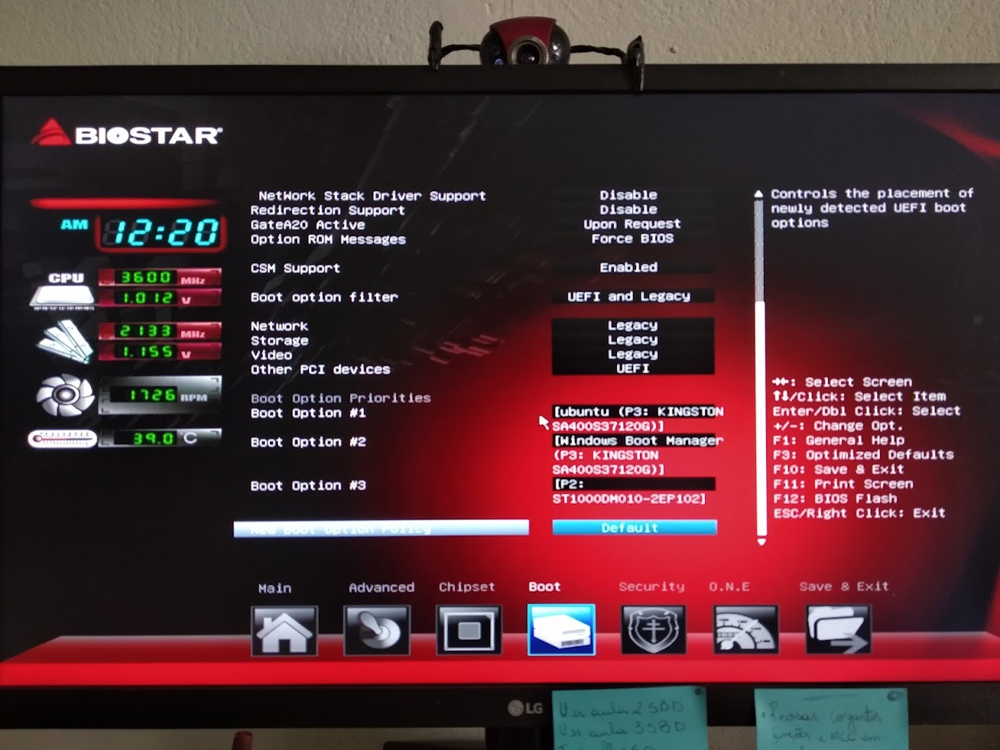 BIOSTAR
AM 12:20
CPU 3600 MHz
1.012 V
2133 MHz
1.155 V
1726 RPM
39.0 C
NetWork Stack Driver Support Disable
Redirection Support Disable
GateA20 Active Upon Request
Option ROM Messages Force BIOS
CSM Support Enabled
Boot option filter UEFI and Legacy
Network Legacy
Storage Legacy
Video Legacy
Other PCI devices UEFI
Boot Option Priorities
Boot Option #1 [ubuntu (P3: KINGSTON
SA400S37120G)]
Boot Option #2 [Windows Boot Manager
(P3: KINGSTON
SA400S37120G)]
Boot Option #3 [P2:
ST1000DM010-2EP102]
New Boot Option Policy Default
Controls the placement of
newly detected UEFI boot
options
→←: Select Screen
↑↓/Click: Select Item
Enter/Dbl Click: Select
+/-: Change Opt.
F1: General Help
F3: Optimized Defaults
F10: Save & Exit
F11: Print Screen
F12: BIOS Flash
ESC/Right Click: Exit
Main Advanced Chipset Boot Security O.N.E Save & Exit
LG
Ver aula 2 SBD
Ver aula 3 SBD
Revisar conjuntos
funções e